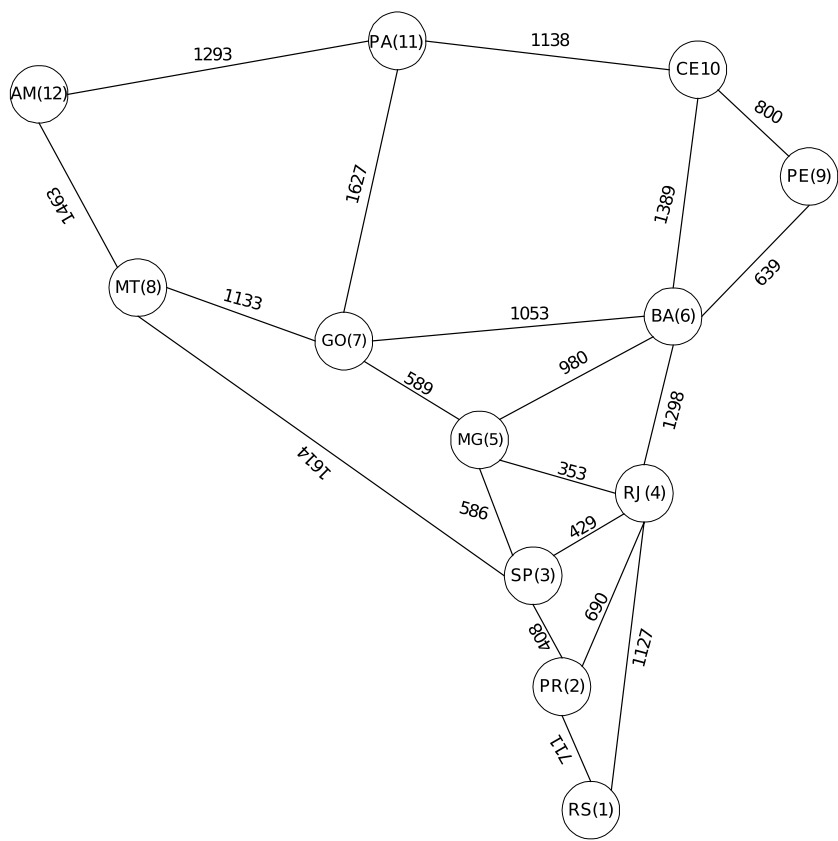 PA(11)
1293
1138
CE10
AM(12)
800
PE(9)
1627
1463
1389
639
MT(8)
1133
1053
BA(6)
GO(7)
980
589
1298
MG(5)
353
RJ(4)
1614
586
429
SP(3)
690
408
1127
PR(2)
711
RS(1)